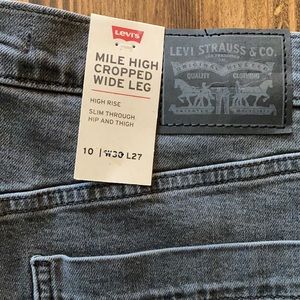 Levi's
MILE HIGH
CROPPED
WIDE LEG
HIGH RISE
SLIM THROUGH
HIP AND THIGH
10 | W30 L27
LEVI STRAUSS & CO.
ORIGINAL
QUALITY CLOTHING